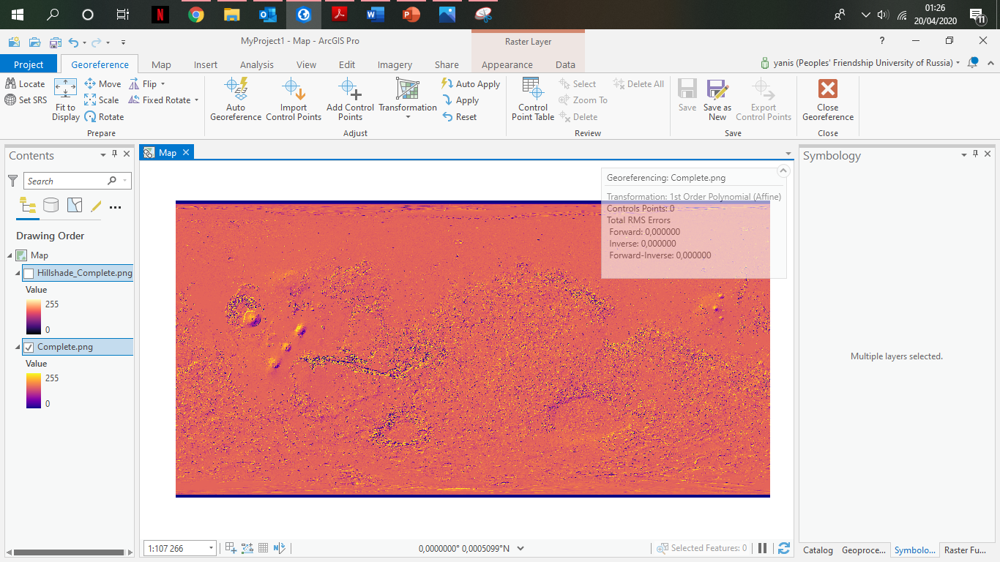 01:26
20/04/2020
11
MyProject1 - Map - ArcGIS Pro
Raster Layer
?
Project
Georeference
Map
Insert
Analysis
View
Edit
Imagery
Share
Appearance
Data
yanis (Peoples' Friendship University of Russia)
Locate
Set SRS
Fit to
Display
Move
Scale
Rotate
Flip
Fixed Rotate
Prepare
Auto
Georeference
Import
Control Points
Add Control
Points
Transformation
Auto Apply
Apply
Reset
Adjust
Control
Point Table
Select
Zoom To
Delete
Delete All
Review
Save
Save as
New
Export
Control Points
Save
Close
Georeference
Close
Contents
Search
Drawing Order
Map
Hillshade_Complete.png
Value
255
0
Complete.png
Value
255
0
Map
Georeferencing: Complete.png
Transformation: 1st Order Polynomial (Affine)
Controls Points: 0
Total RMS Errors
Forward: 0,000000
Inverse: 0,000000
Forward-Inverse: 0,000000
1:107 266
0,0000000° 0,0005099°N
Selected Features: 0
Symbology
Multiple layers selected.
Catalog
Geoproce...
Symbolo...
Raster Fu...